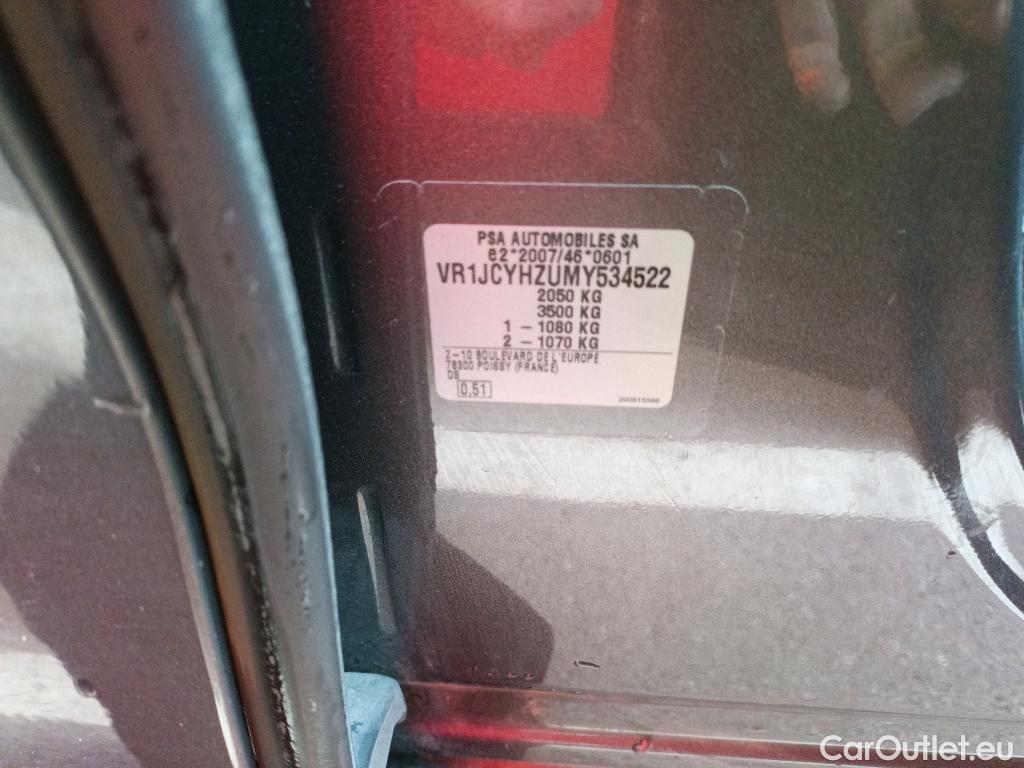 PSA AUTOMOBILES SA
e2*2007/46*0601
VR1JCYHZUMY534522
2050 KG
3500 KG
1 – 1080 KG
2 – 1070 KG
2–10 BOULEVARD DE L'EUROPE
78300 POISSY (FRANCE)
DS
0,51
200615568
CarOutlet.eu